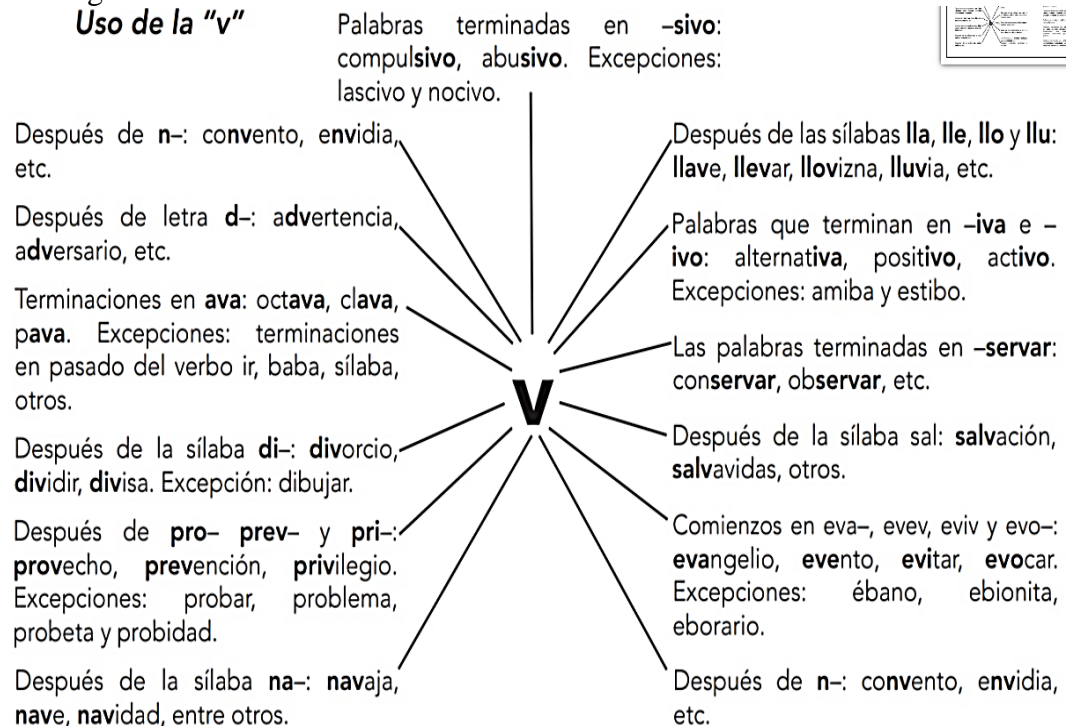 Uso de la "v"
Palabras terminadas en –sivo:
compulsivo, abusivo. Excepciones:
lascivo y nocivo.
Después de n–: convento, envidia,
etc.
Después de letra d–: advertencia,
adversario, etc.
Terminaciones en ava: octava, clava,
pava. Excepciones: terminaciones
en pasado del verbo ir, baba, sílaba,
otros.
Después de la sílaba di–: divorcio,
dividir, divisa. Excepción: dibujar.
Después de pro– prev– y pri–:
provecho, prevención, privilegio.
Excepciones: probar, problema,
probeta y probidad.
Después de la sílaba na–: navaja,
nave, navidad, entre otros.
v
Después de las sílabas lla, lle, llo y llu:
llave, llevar, llovizna, lluvia, etc.
Palabras que terminan en –iva e –
ivo: alternativa, positivo, activo.
Excepciones: amiba y estibo.
Las palabras terminadas en –servar:
conservar, observar, etc.
Después de la sílaba sal: salvación,
salvavidas, otros.
Comienzos en eva–, evev, eviv y evo–:
evangelio, evento, evitar, evocar.
Excepciones: ébano, ebionita,
eborario.
Después de n–: convento, envidia,
etc.